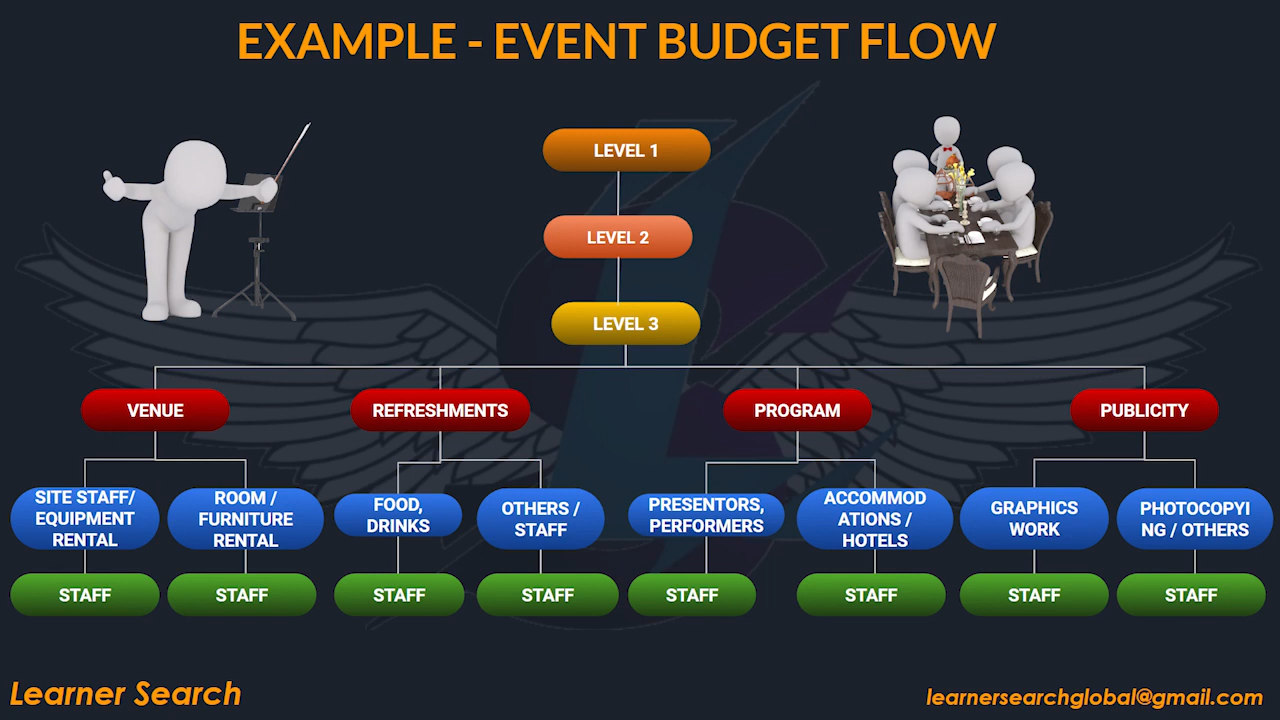 EXAMPLE - EVENT BUDGET FLOW
LEVEL 1
LEVEL 2
LEVEL 3
VENUE
REFRESHMENTS
PROGRAM
PUBLICITY
SITE STAFF/
EQUIPMENT
RENTAL
ROOM /
FURNITURE
RENTAL
FOOD,
DRINKS
OTHERS /
STAFF
PRESENTORS,
PERFORMERS
ACCOMMOD
ATIONS /
HOTELS
GRAPHICS
WORK
PHOTOCOPYI
NG / OTHERS
STAFF
STAFF
STAFF
STAFF
STAFF
STAFF
STAFF
STAFF
Learner Search
learnersearchglobal@gmail.com